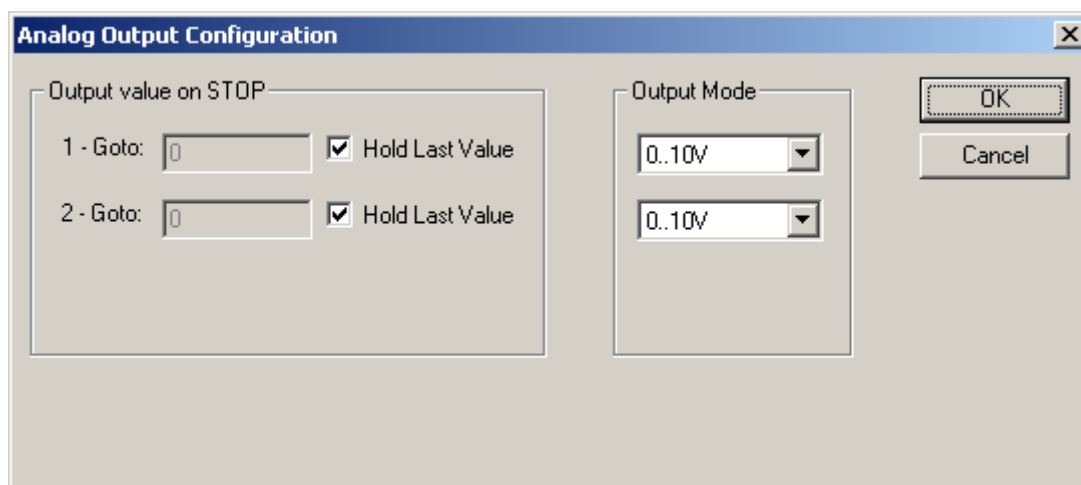 Analog Output Configuration
Output value on STOP
1 - Goto: 0 Hold Last Value
2 - Goto: 0 Hold Last Value
Output Mode
0..10V
0..10V
OK
Cancel